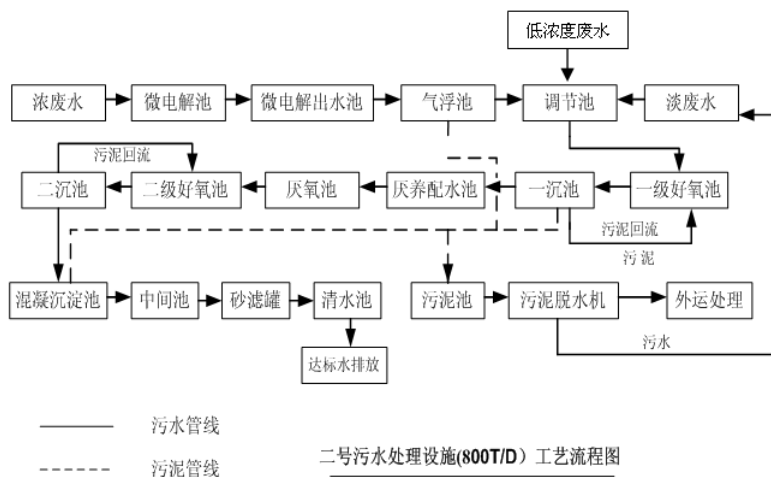 低浓度废水
浓废水
微电解池
微电解出水池
气浮池
调节池
淡废水
污泥回流
二沉池
二级好氧池
厌氧池
厌养配水池
一沉池
一级好氧池
污泥回流
污泥
混凝沉淀池
中间池
砂滤罐
清水池
污泥池
污泥脱水机
外运处理
污水
达标水排放
污水管线
污泥管线
二号污水处理设施(800T/D）工艺流程图